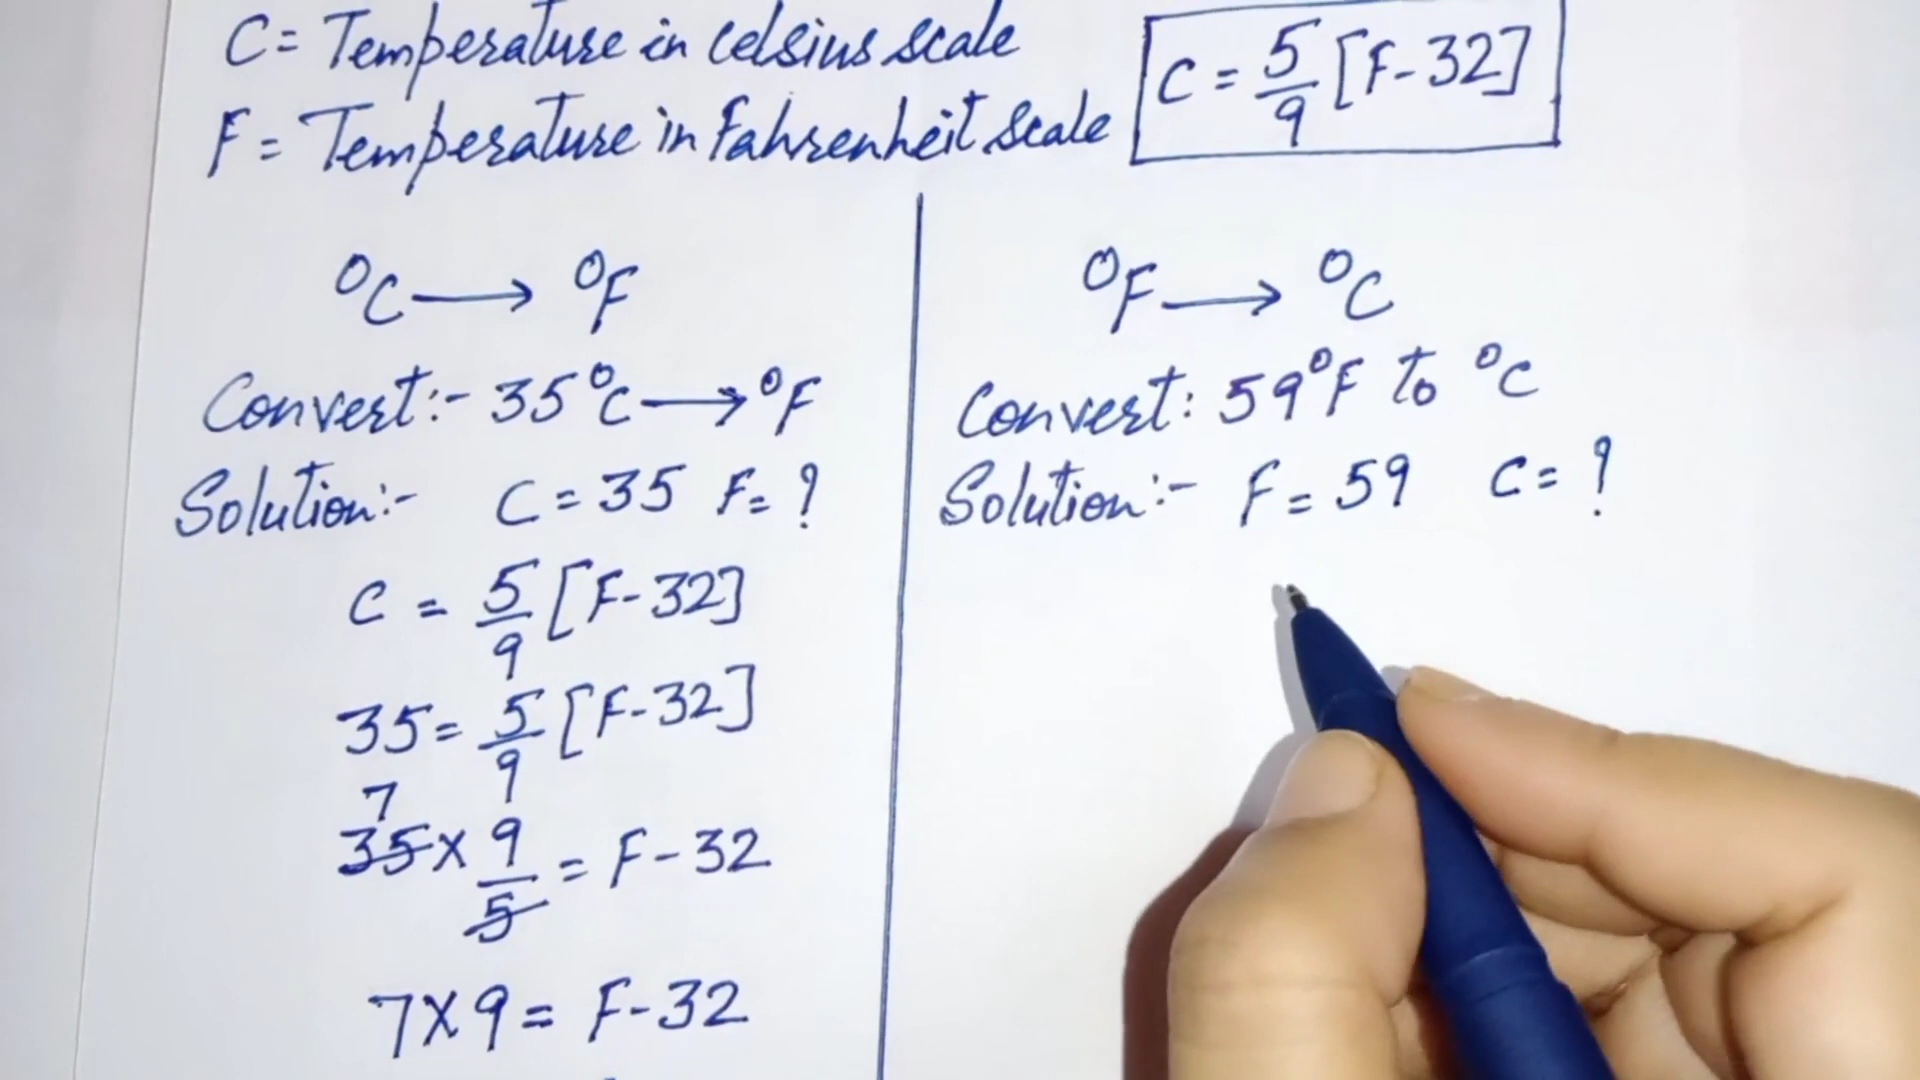 C = Temperature in Celsius scale
F = Temperature in Fahrenheit Scale
C = 5/9 [F-32]
°C → °F
Convert:- 35°C → °F
Solution:- C = 35 F = ?
C = 5/9 [F-32]
35 = 5/9 [F-32]
7
35 x 9/5 = F-32
7 x 9 = F-32
°F → °C
Convert: 59°F to °C
Solution:- F = 59 C = ?